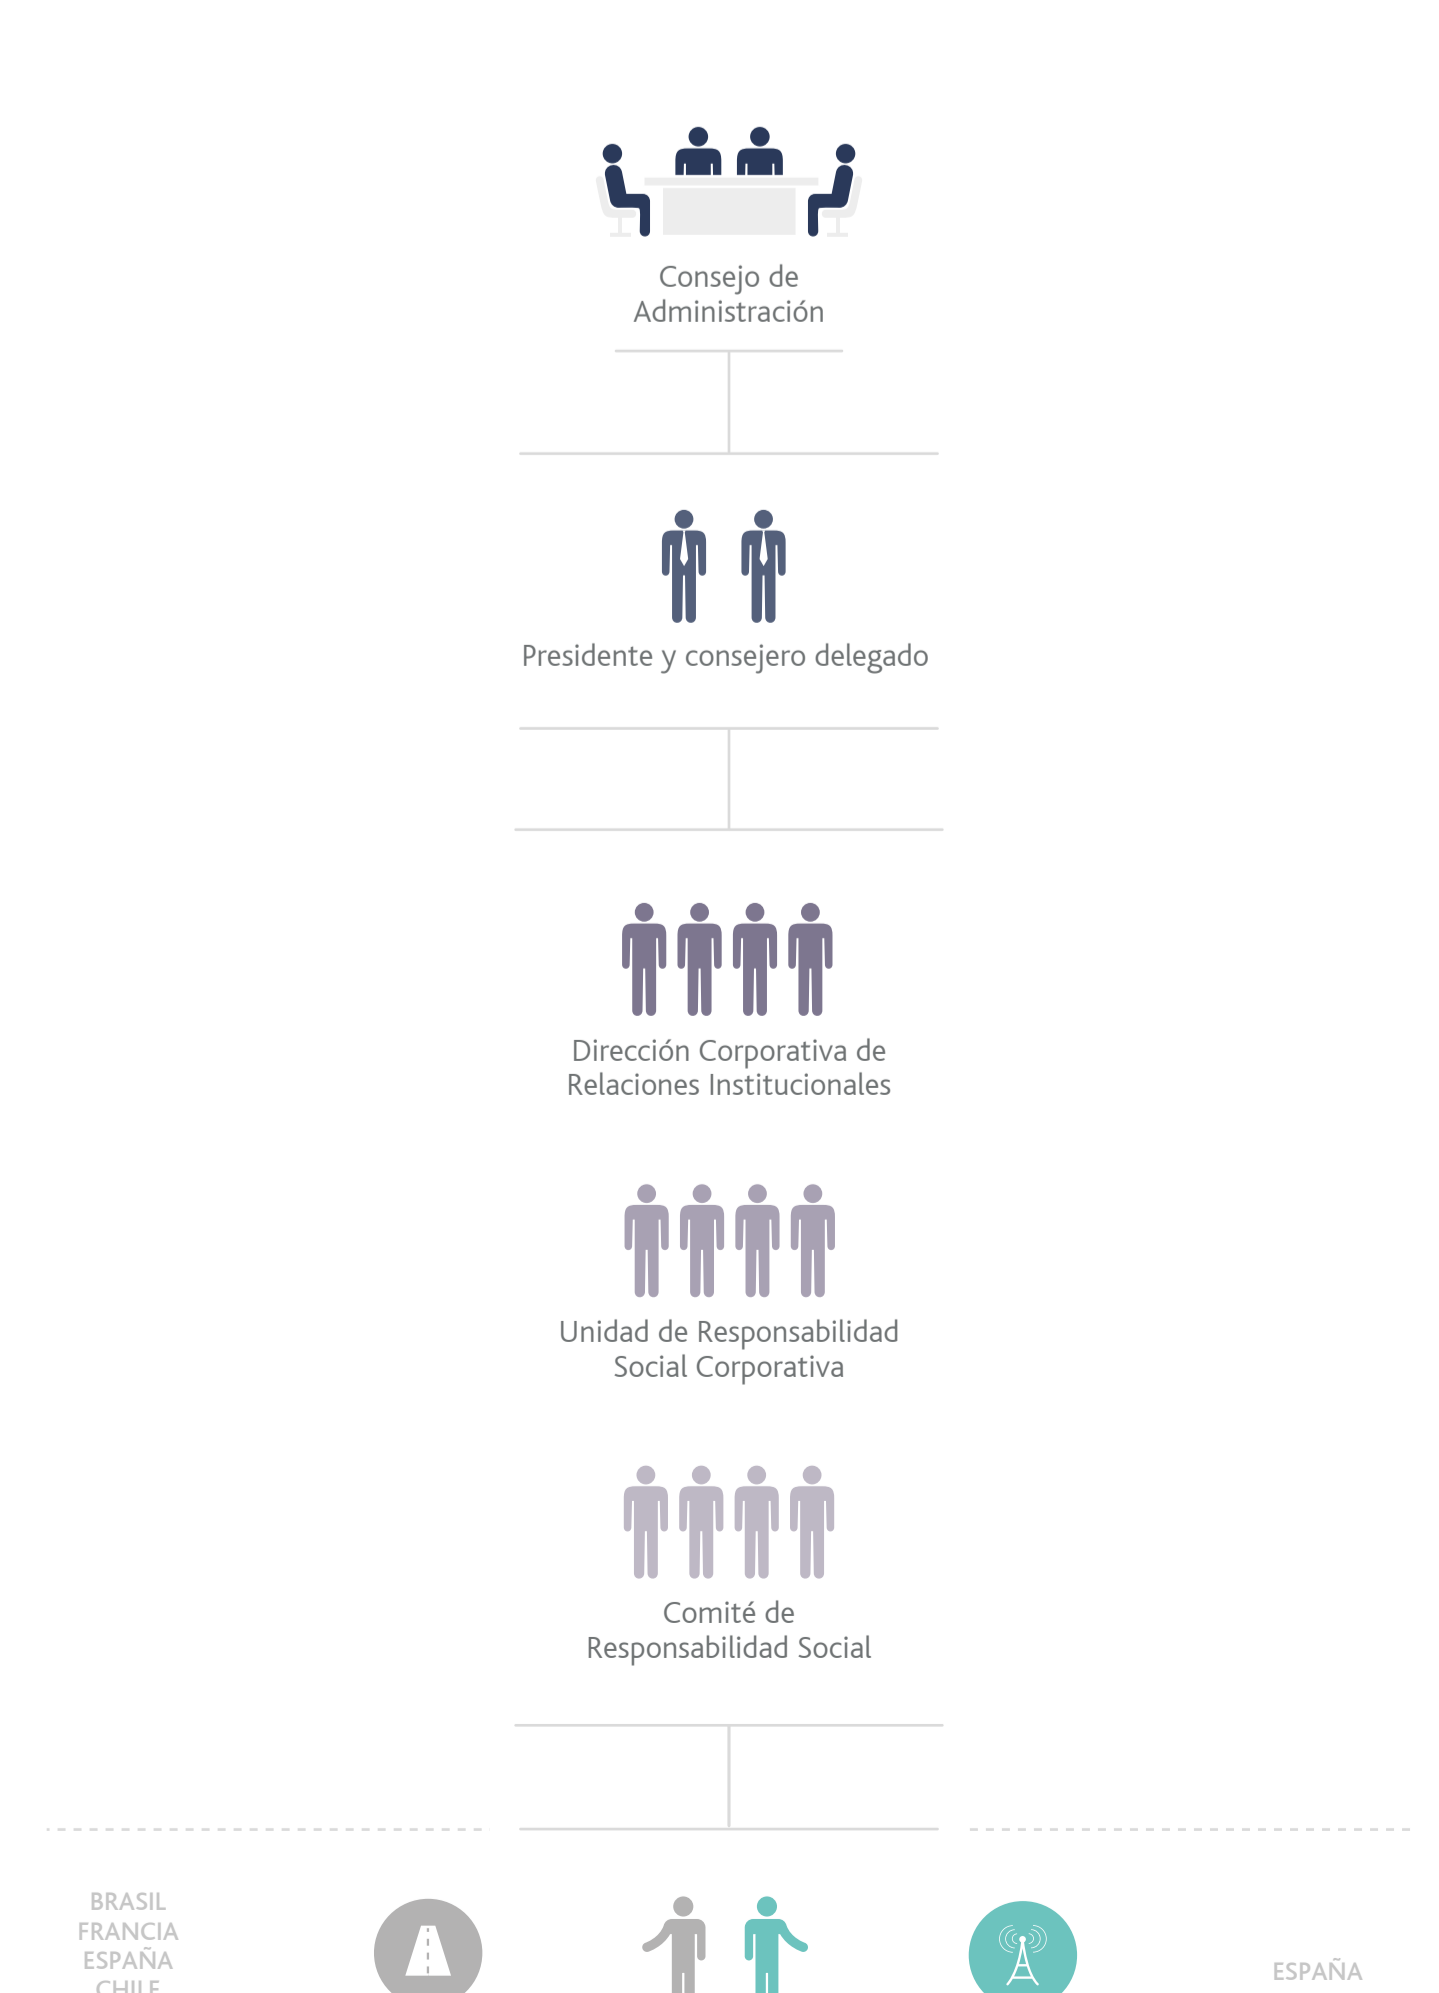 Consejo de
Administración
Presidente y consejero delegado
Dirección Corporativa de
Relaciones Institucionales
Unidad de Responsabilidad
Social Corporativa
Comité de
Responsabilidad Social
BRASIL
FRANCIA
ESPAÑA
CHILE
ESPAÑA